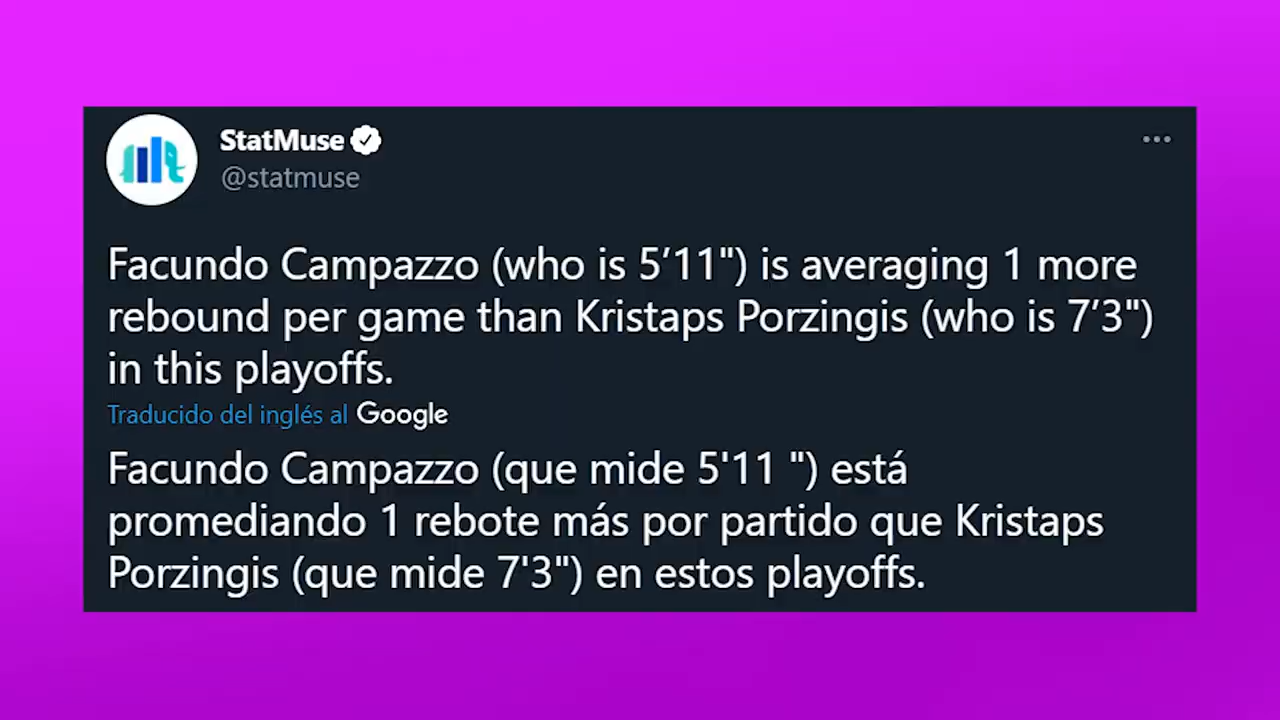 StatMuse
@statmuse
Facundo Campazzo (who is 5’11") is averaging 1 more
rebound per game than Kristaps Porzingis (who is 7’3")
in this playoffs.
Traducido del inglés al Google
Facundo Campazzo (que mide 5'11 ") está
promediando 1 rebote más por partido que Kristaps
Porzingis (que mide 7'3") en estos playoffs.